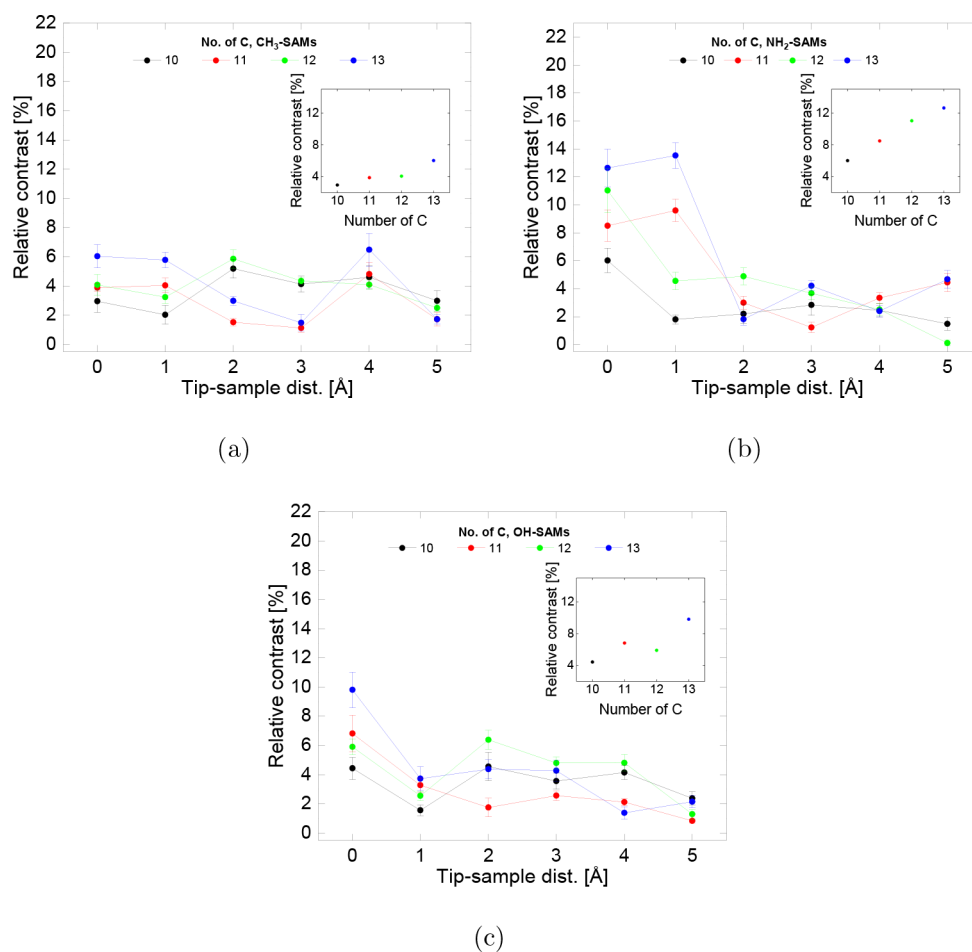 No. of C, CH₃-SAMs
10 11 12 13
Relative contrast [%]
22
20
18
16
14
12
10
8
6
4
2
0
0 1 2 3 4 5
Tip-sample dist. [Å]
Relative contrast [%]
12
4
10 11 12 13
Number of C
(a)
No. of C, NH₂-SAMs
10 11 12 13
Relative contrast [%]
22
20
18
16
14
12
10
8
6
4
2
0
0 1 2 3 4 5
Tip-sample dist. [Å]
Relative contrast [%]
12
4
10 11 12 13
Number of C
(b)
No. of C, OH-SAMs
10 11 12 13
Relative contrast [%]
22
20
18
16
14
12
10
8
6
4
2
0
0 1 2 3 4 5
Tip-sample dist. [Å]
Relative contrast [%]
12
8
4
10 11 12 13
Number of C
(c)